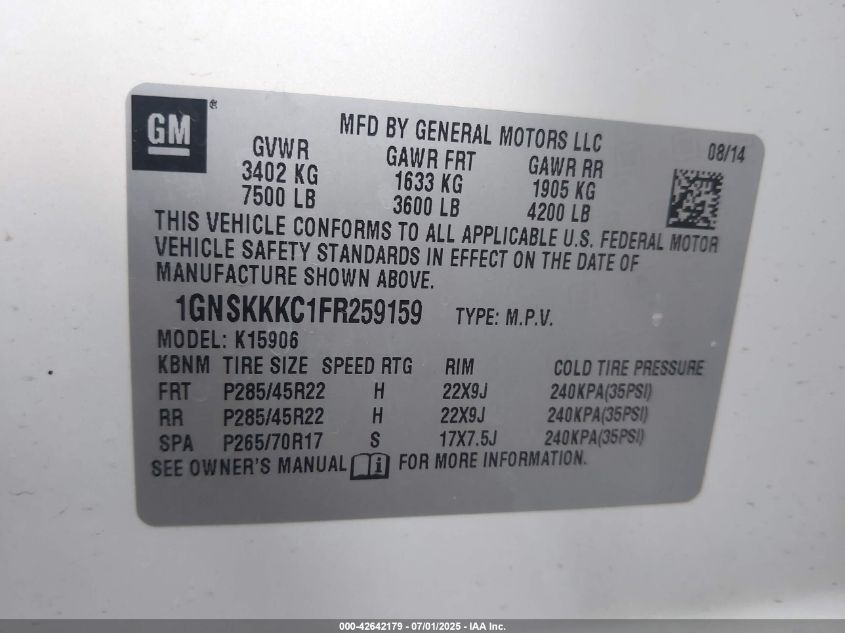 GM ®
MFD BY GENERAL MOTORS LLC 08/14
GVWR GAWR FRT GAWR RR
3402 KG 1633 KG 1905 KG
7500 LB 3600 LB 4200 LB
THIS VEHICLE CONFORMS TO ALL APPLICABLE U.S. FEDERAL MOTOR
VEHICLE SAFETY STANDARDS IN EFFECT ON THE DATE OF
MANUFACTURE SHOWN ABOVE.
1GNSKKKC1FR259159 TYPE: M.P.V.
MODEL: K15906
KBNM TIRE SIZE SPEED RTG RIM COLD TIRE PRESSURE
FRT P285/45R22 H 22X9J 240KPA(35PSI)
RR P285/45R22 H 22X9J 240KPA(35PSI)
SPA P265/70R17 S 17X7.5J 240KPA(35PSI)
SEE OWNER'S MANUAL i FOR MORE INFORMATION.
000-42642179 - 07/01/2025 - IAA Inc.